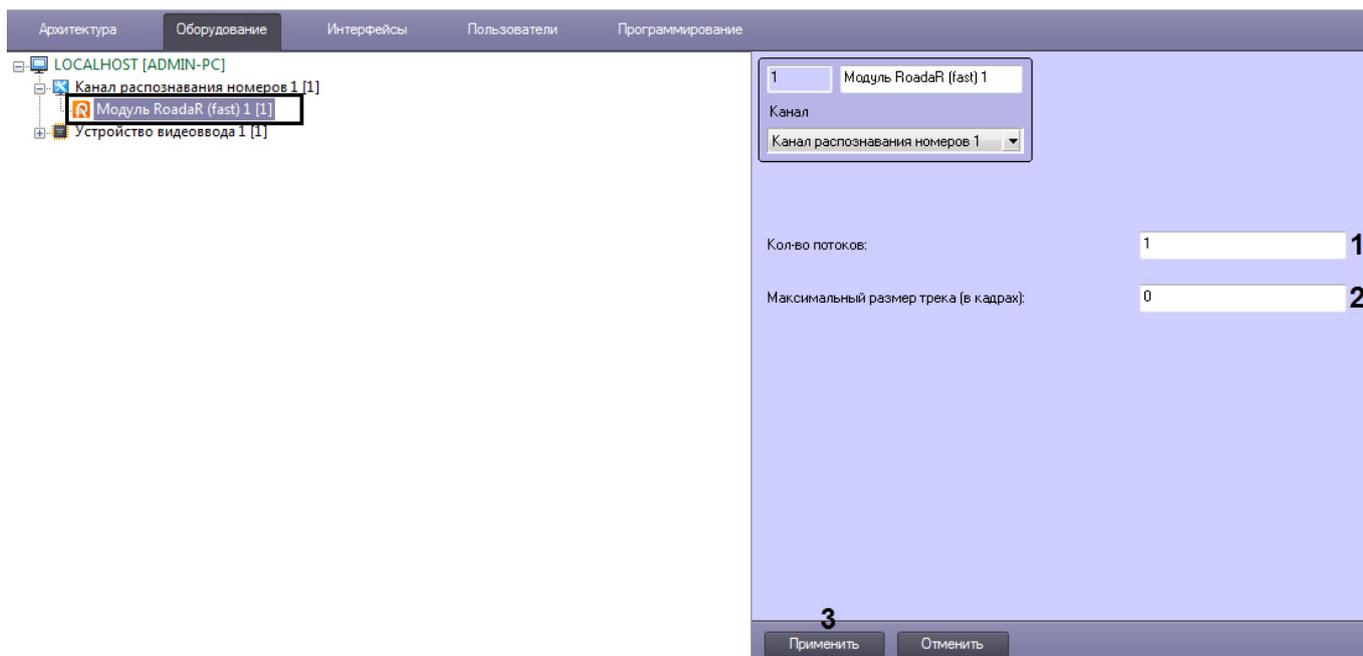 Архитектура Оборудование Интерфейсы Пользователи Программирование
LOCALHOST [ADMIN-PC]
Канал распознавания номеров 1 [1]
Модуль RoadaR (fast) 1 [1]
Устройство видеоввода 1 [1]
1 Модуль RoadaR (fast) 1
Канал
Канал распознавания номеров 1
Кол-во потоков: 1 1
Максимальный размер трека (в кадрах): 0 2
3
Применить Отменить